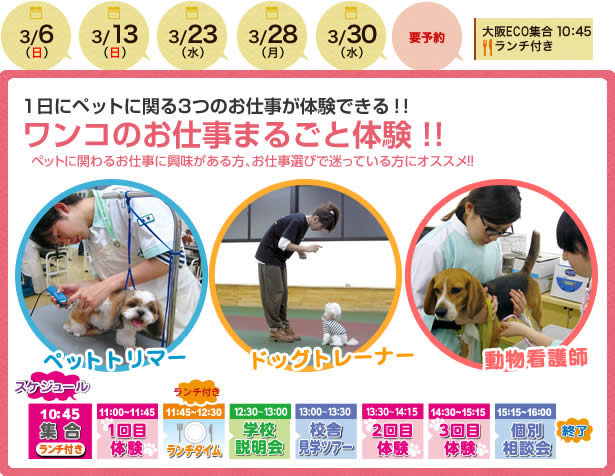 3/6
(日)
3/13
(日)
3/23
(水)
3/28
(月)
3/30
(水)
要予約
大阪ECO集合 10:45
ランチ付き
1日にペットに関る3つのお仕事が体験できる!!
ワンコのお仕事まるごと体験 !!
ペットに関わるお仕事に興味がある方、お仕事選びで迷っている方にオススメ!!
ペットトリマー
ドッグトレーナー
動物看護師
スケジュール
10:45
集合
ランチ付き
11:00~11:45
1回目
体験
ランチ付き
11:45~12:30
ランチタイム
12:30~13:00
学校
説明会
13:00~13:30
校舎
見学ツアー
13:30~14:15
2回目
体験
14:30~15:15
3回目
体験
15:15~16:00
個別
相談会
終了